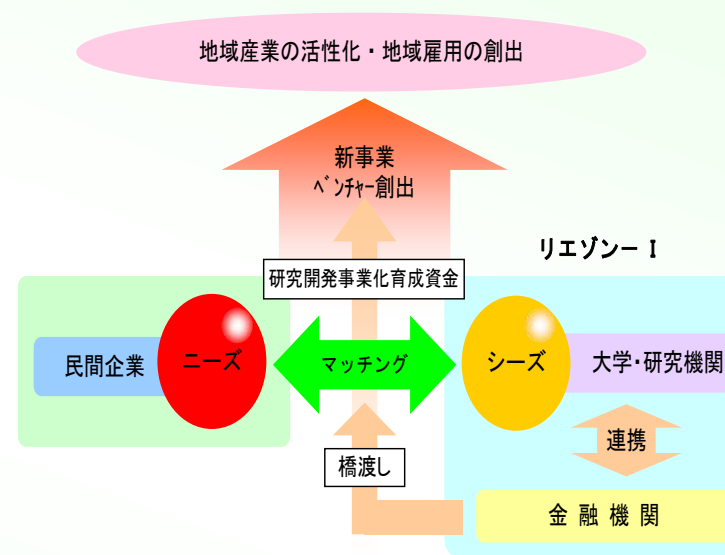 地域産業の活性化・地域雇用の創出
新事業
ベンチャー創出
リエゾンーⅠ
研究開発事業化育成資金
民間企業
ニーズ
マッチング
シーズ
大学・研究機関
連携
橋渡し
金融機関